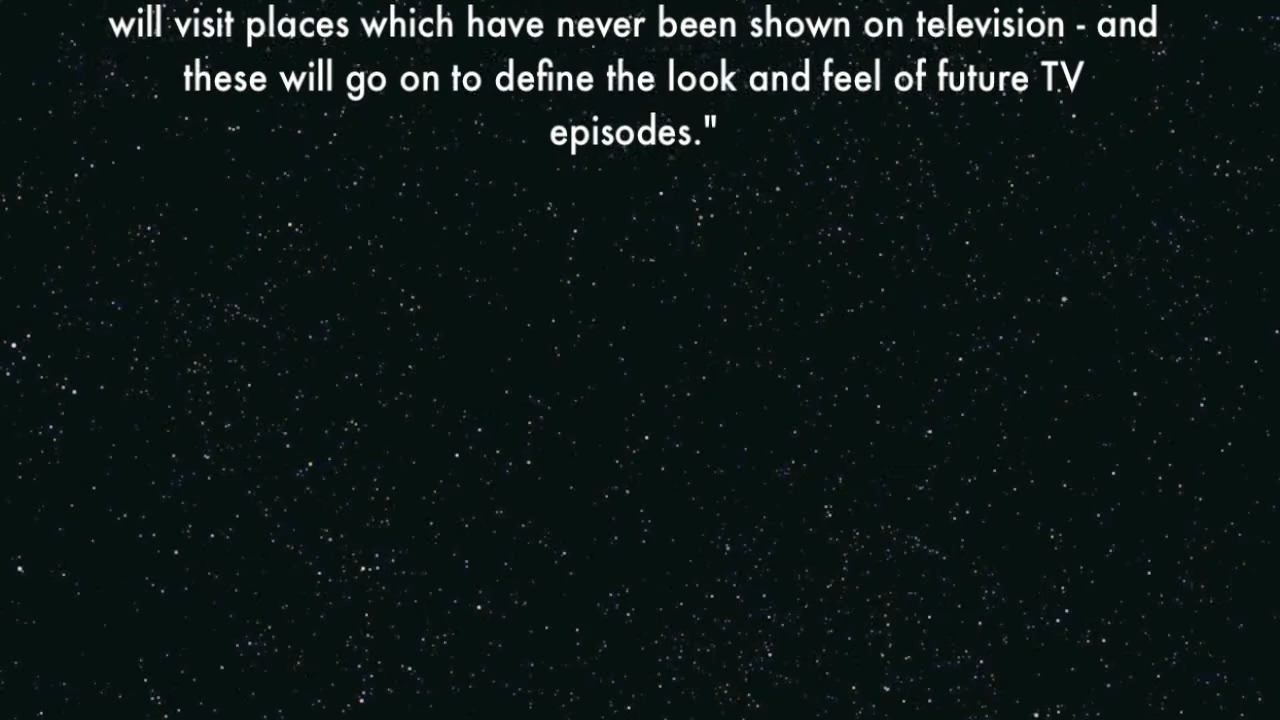 will visit places which have never been shown on television - and
these will go on to define the look and feel of future TV
episodes."